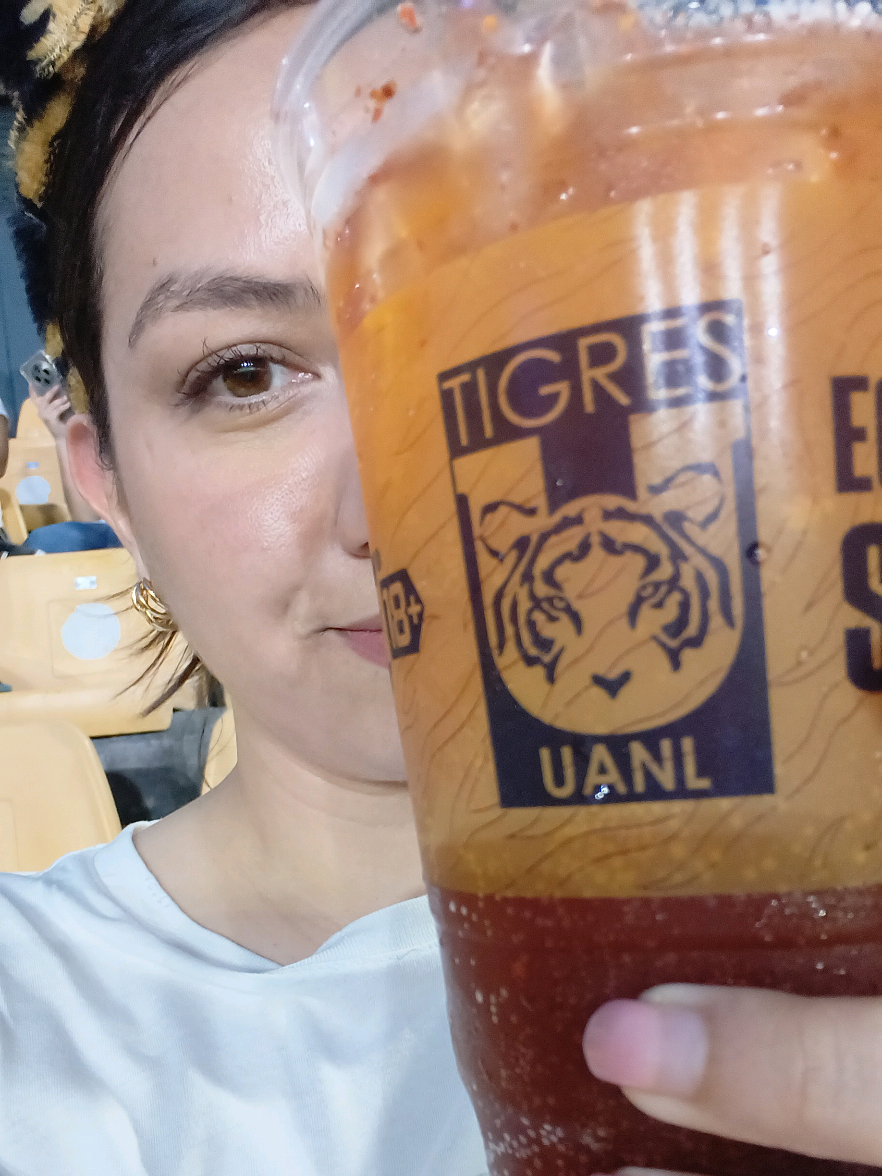 TIGRES
18+
UANL